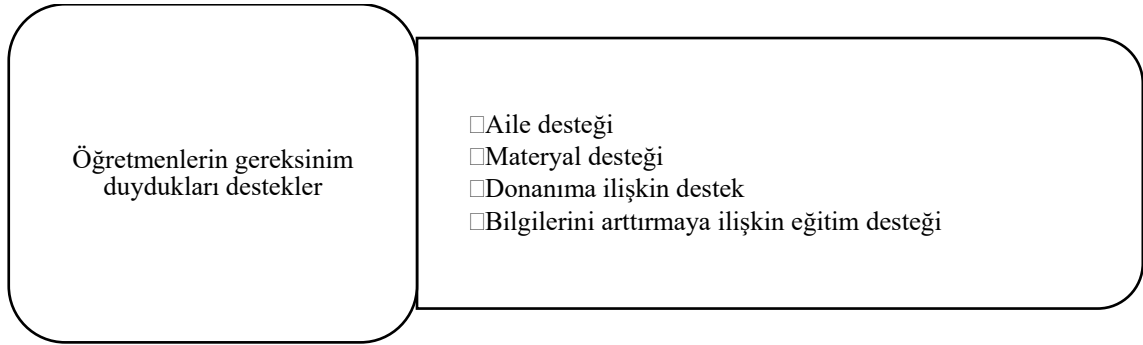 Öğretmenlerin gereksinim
duydukları destekler
□Aile desteği
□Materyal desteği
□Donanıma ilişkin destek
□Bilgilerini arttırmaya ilişkin eğitim desteği